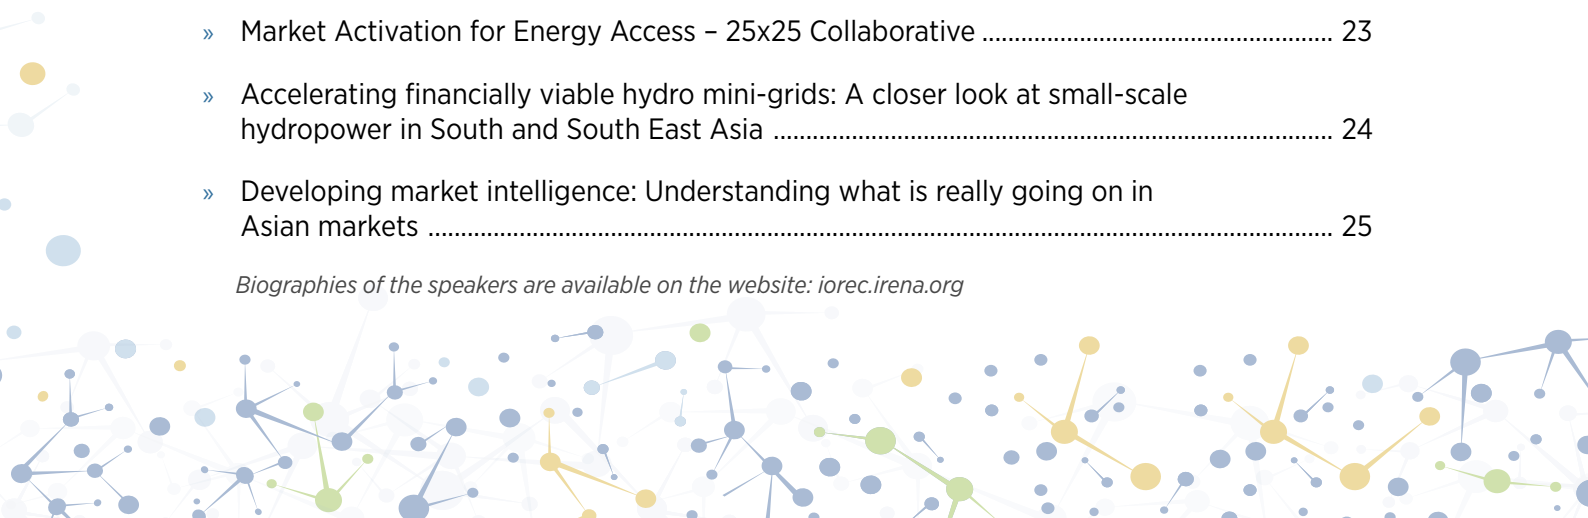 » Market Activation for Energy Access – 25x25 Collaborative ............................................ 23
» Accelerating financially viable hydro mini-grids: A closer look at small-scale
hydropower in South and South East Asia ...................................................................... 24
» Developing market intelligence: Understanding what is really going on in
Asian markets ................................................................................................................. 25
Biographies of the speakers are available on the website: iorec.irena.org